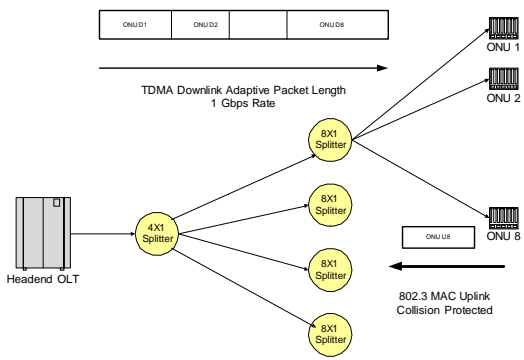 ONU D1
ONU D2
ONU D8
TDMA Downlink Adaptive Packet Length
1 Gbps Rate
ONU 1
ONU 2
8X1
Splitter
8X1
Splitter
4X1
Splitter
ONU 8
ONU U8
Headend OLT
8X1
Splitter
802.3 MAC Uplink
Collision Protected
8X1
Splitter